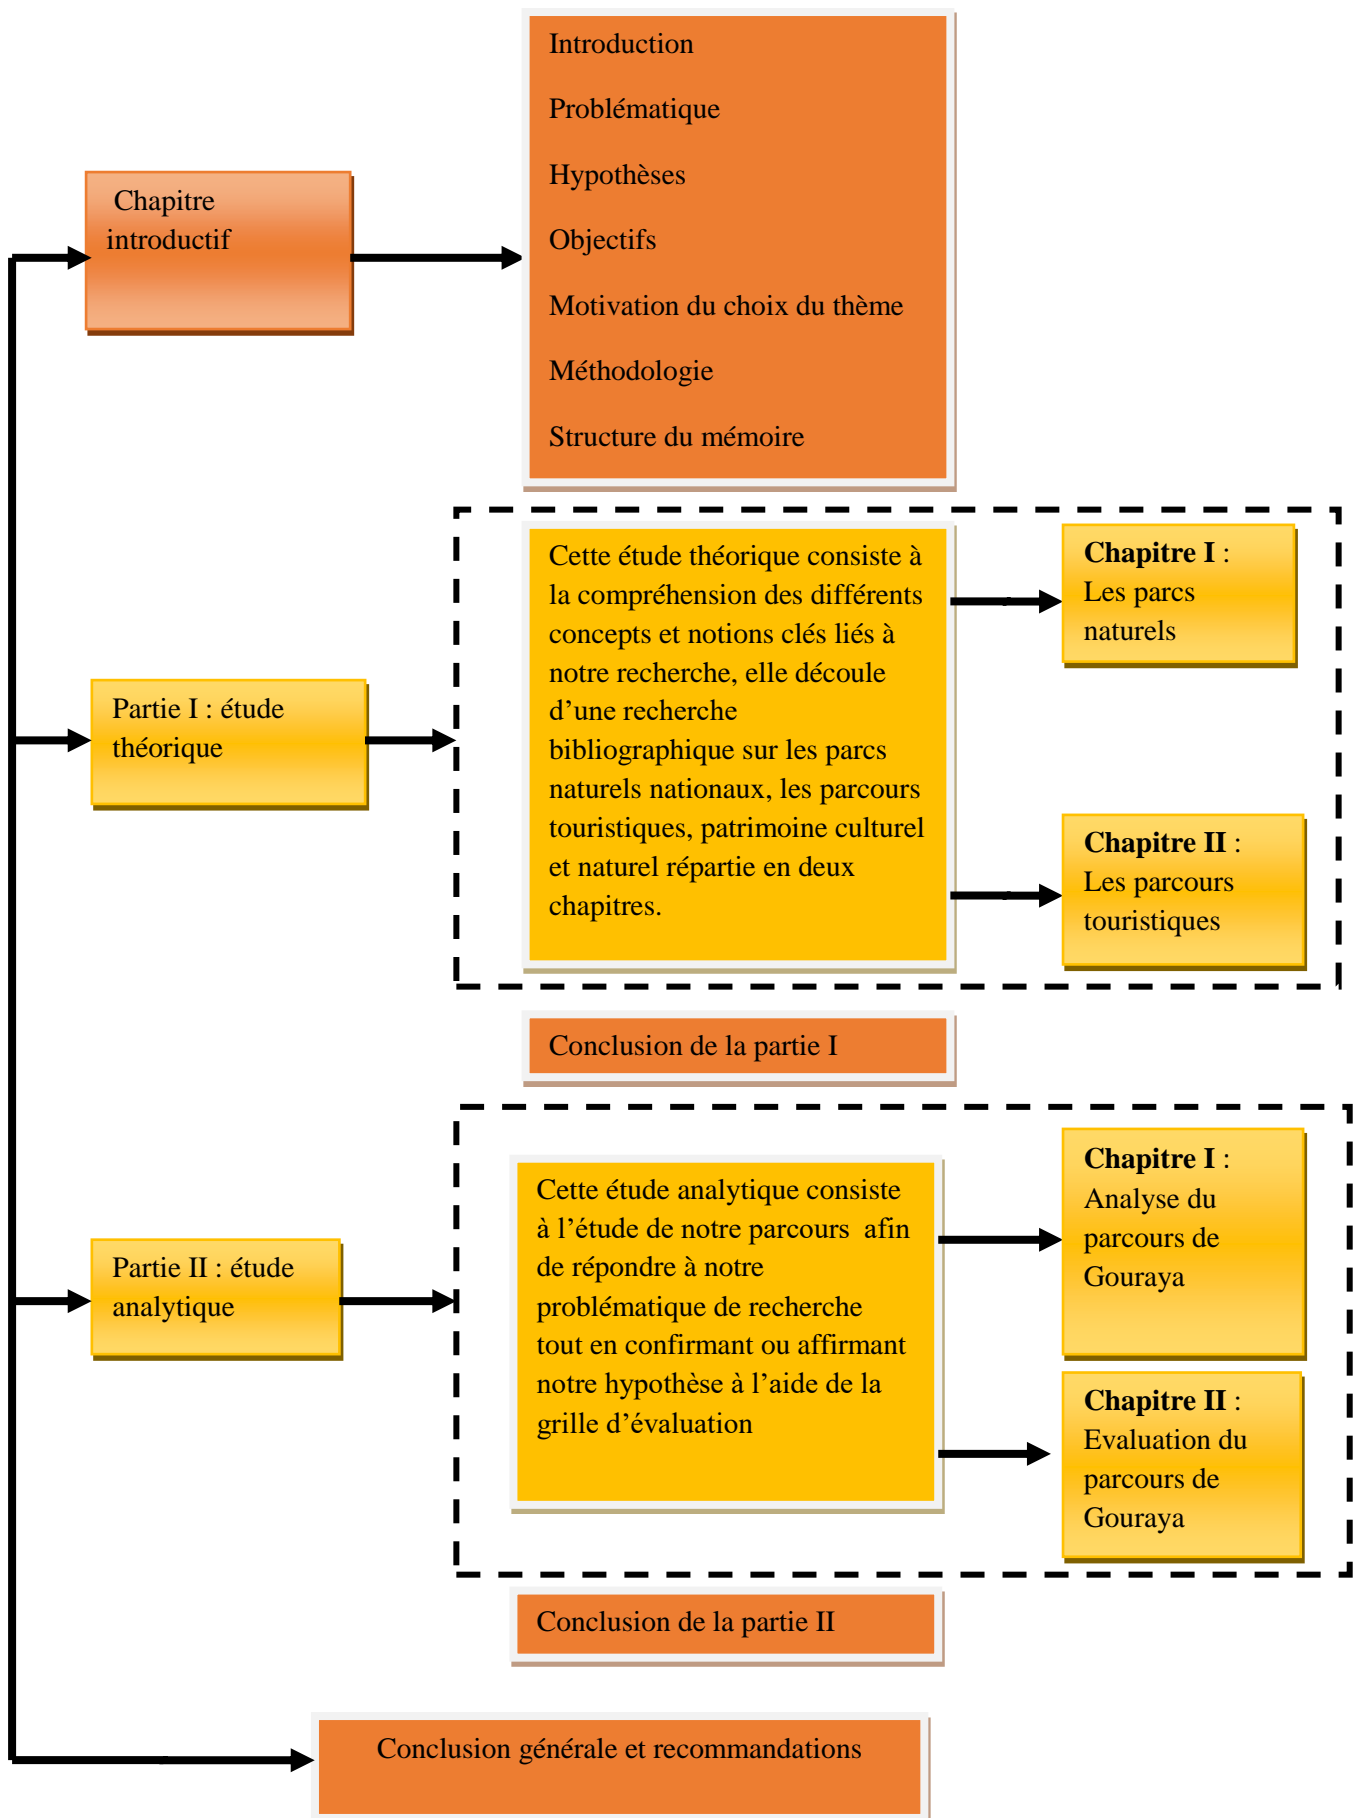 Introduction
Problématique
Hypothèses
Objectifs
Motivation du choix du thème
Méthodologie
Structure du mémoire
Chapitre
introductif
Partie I : étude
théorique
Cette étude théorique consiste à
la compréhension des différents
concepts et notions clés liés à
notre recherche, elle découle
d’une recherche
bibliographique sur les parcs
naturels nationaux, les parcours
touristiques, patrimoine culturel
et naturel répartie en deux
chapitres.
Chapitre I :
Les parcs
naturels
Chapitre II :
Les parcours
touristiques
Conclusion de la partie I
Partie II : étude
analytique
Cette étude analytique consiste
à l’étude de notre parcours  afin
de répondre à notre
problématique de recherche
tout en confirmant ou affirmant
notre hypothèse à l’aide de la
grille d’évaluation
Chapitre I :
Analyse du
parcours de
Gouraya
Chapitre II :
Evaluation du
parcours de
Gouraya
Conclusion de la partie II
Conclusion générale et recommandations